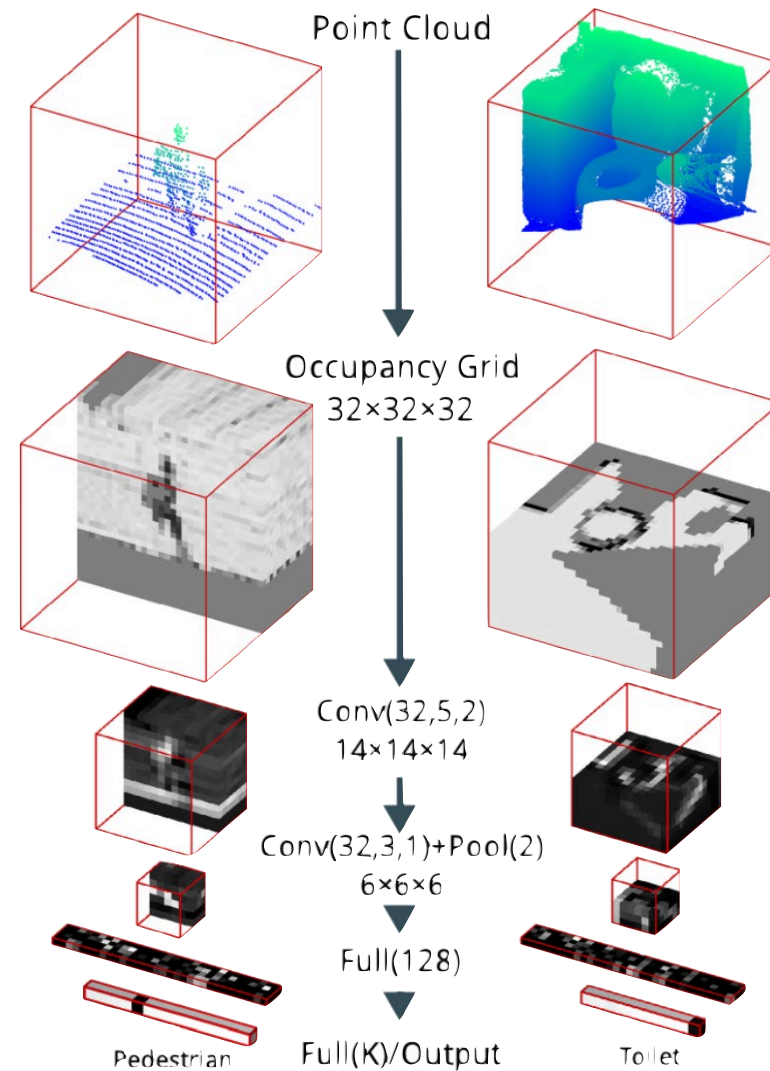 Point Cloud
Occupancy Grid
32×32×32
Conv(32,5,2)
14×14×14
Conv(32,3,1)+Pool(2)
6×6×6
Full(128)
Full(K)/Output
Pedestrian
Toilet